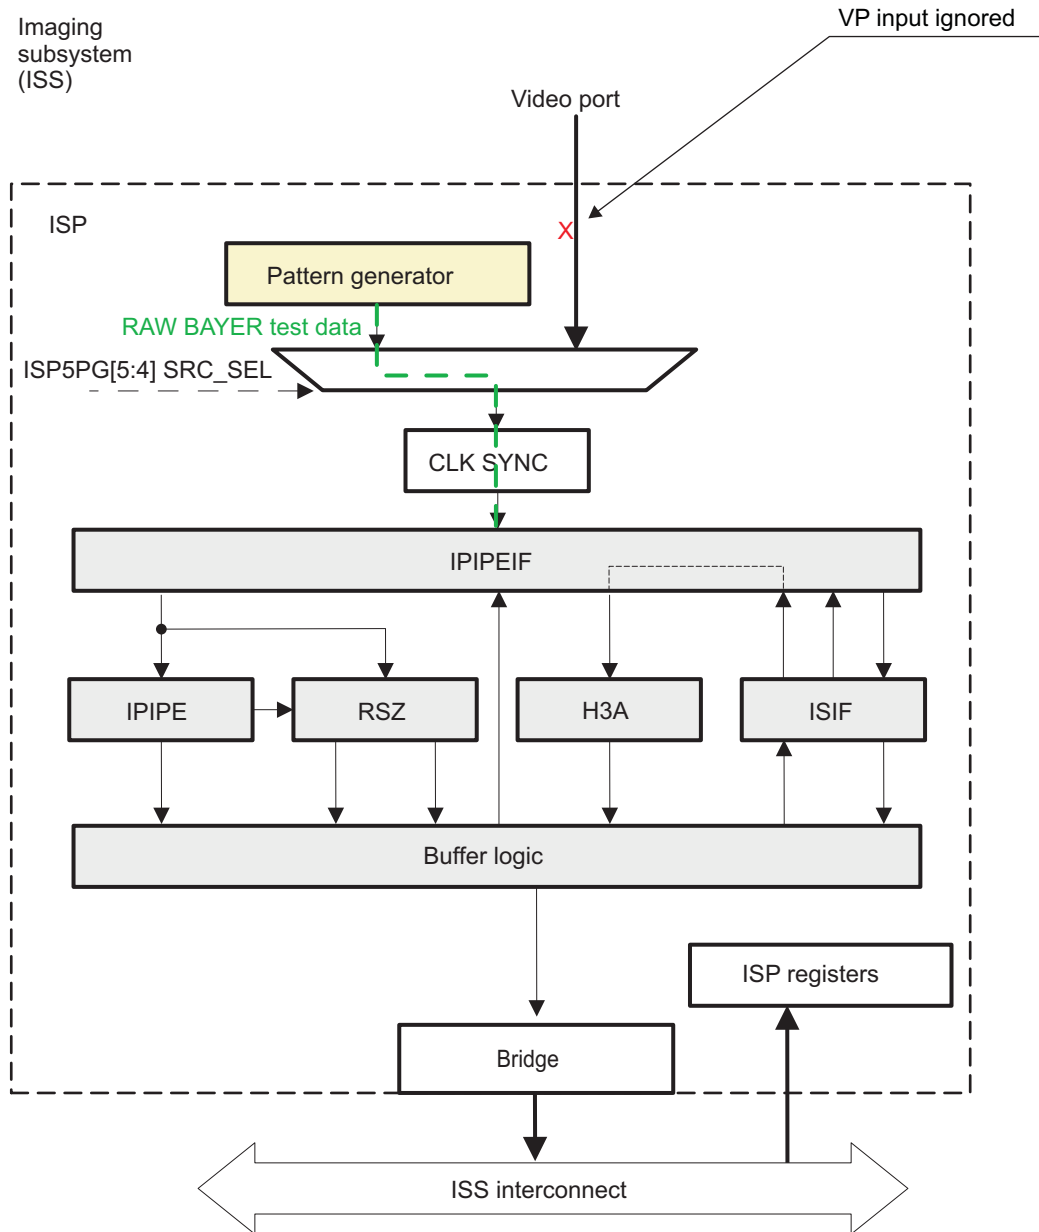 Imaging
subsystem
(ISS)
VP input ignored
Video port
ISP
X
Pattern generator
RAW BAYER test data
ISP5PG[5:4] SRC_SEL
CLK SYNC
IPIPEIF
IPIPE
RSZ
H3A
ISIF
Buffer logic
ISP registers
Bridge
ISS interconnect